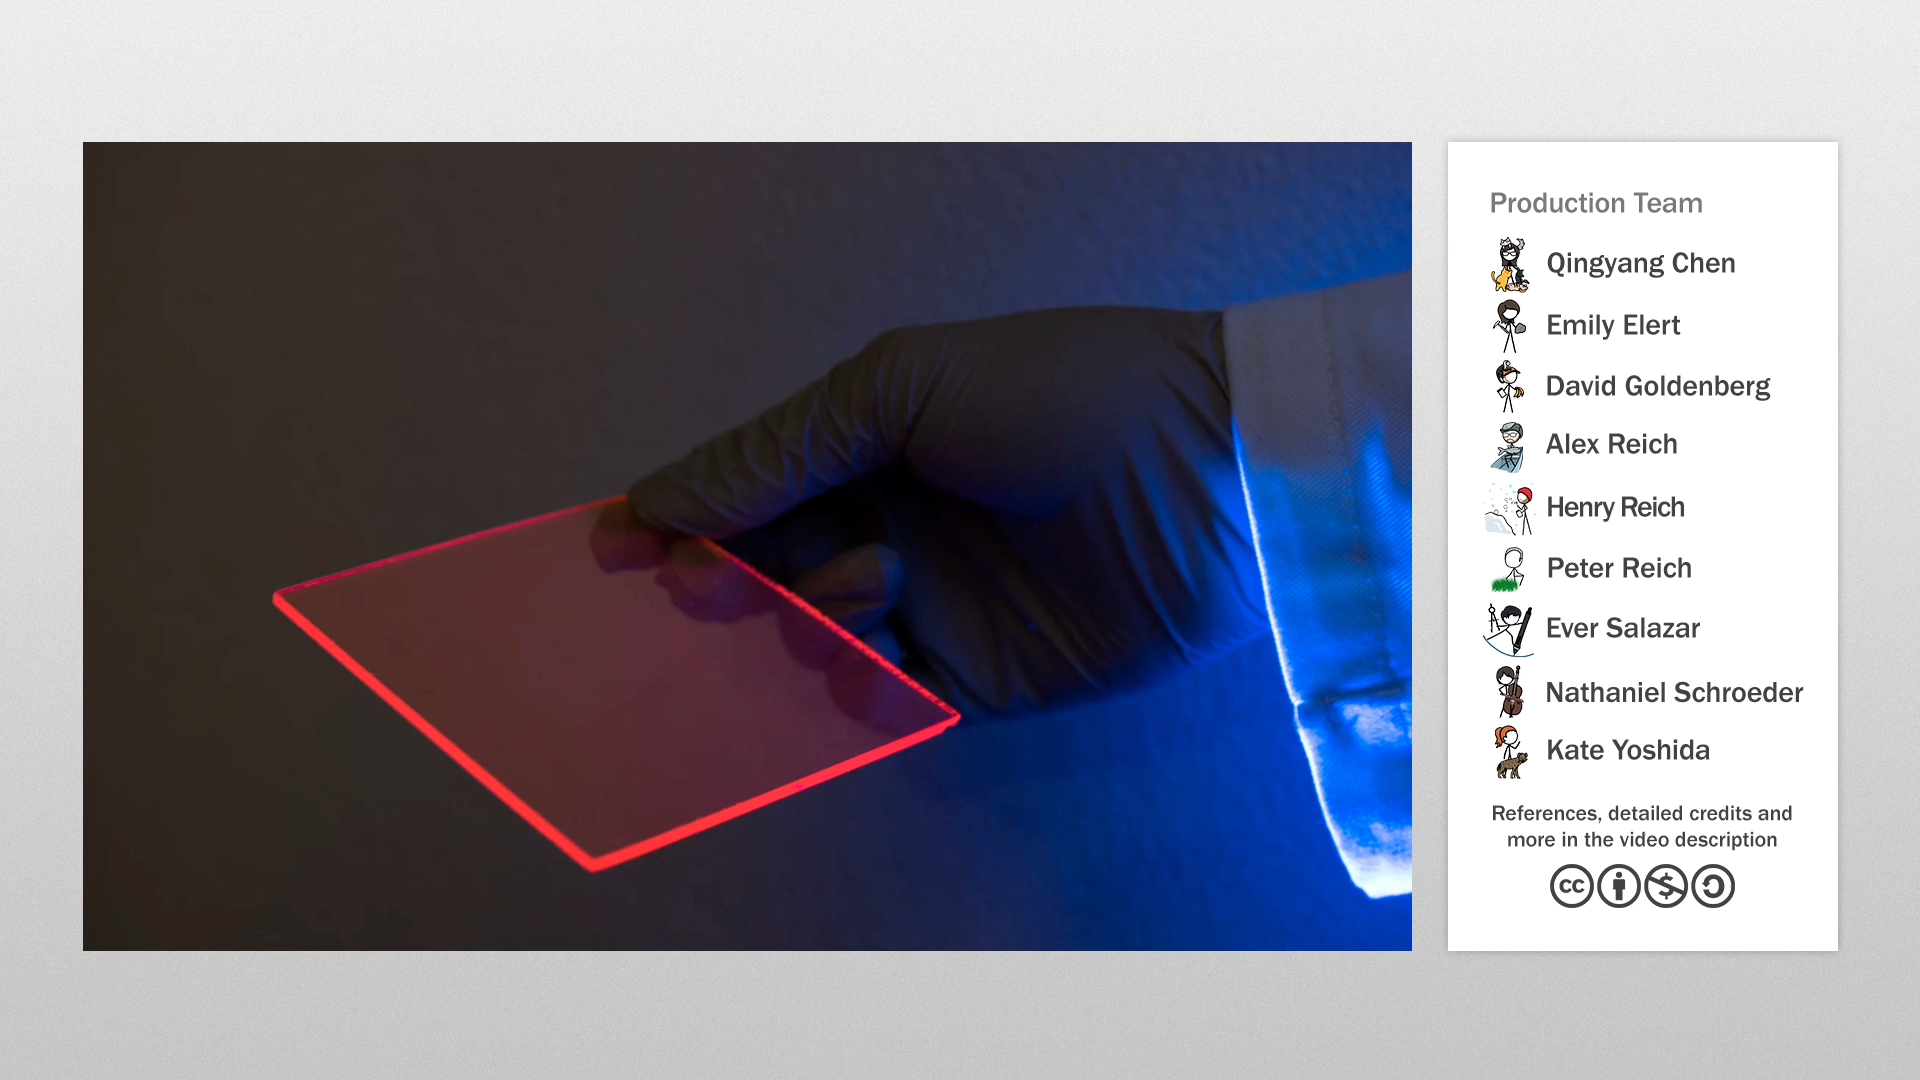 Production Team
Qingyang Chen
Emily Elert
David Goldenberg
Alex Reich
Henry Reich
Peter Reich
Ever Salazar
Nathaniel Schroeder
Kate Yoshida
References, detailed credits and
more in the video description
cc